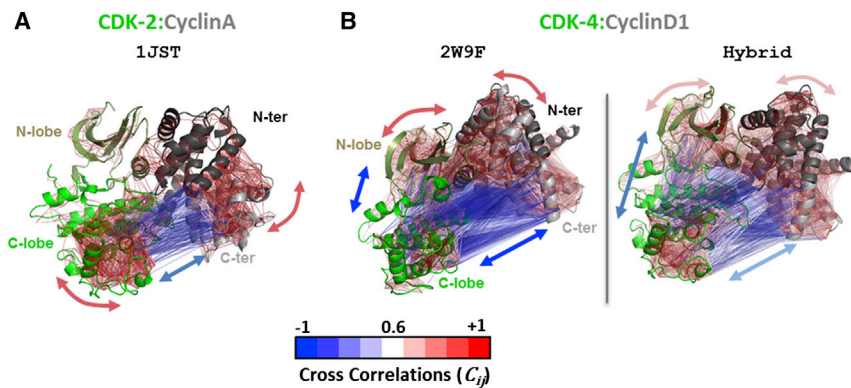 A
CDK-2:CyclinA
1JST
N-lobe
N-ter
C-lobe
C-ter
B
CDK-4:CyclinD1
2W9F
Hybrid
N-lobe
N-ter
C-ter
C-lobe
-1
0.6
+1
Cross Correlations (Cij)